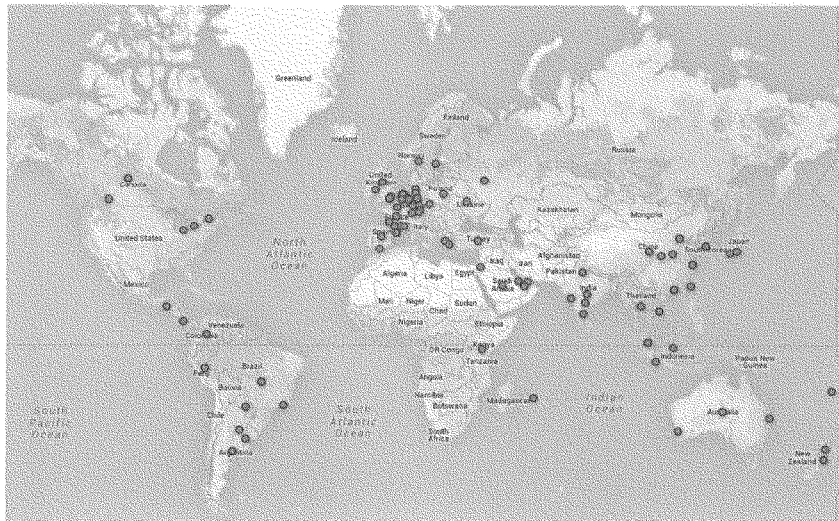 Greenland
Iceland
Finland
Sweden
Norway
Russia
United
Canada
Poland
Ukraine
Kazakhstan
Mongolia
United States
Italy
Turkey
China
South Korea
Japan
North
Atlantic
Ocean
Iraq
Iran
Afghanistan
Pakistan
Algeria
Libya
Egypt
Saudi
Arabia
India
Mexico
Mali
Niger
Chad
Sudan
Thailand
Nigeria
Ethiopia
Venezuela
Colombia
DR Congo
Kenya
Tanzania
Indonesia
Papua New
Guinea
Peru
Brazil
Bolivia
Angola
Namibia
Botswana
Madagascar
Indian
Ocean
Chile
South
Pacific
Ocean
South
Atlantic
Ocean
Australia
South
Africa
Argentina
New
Zealand